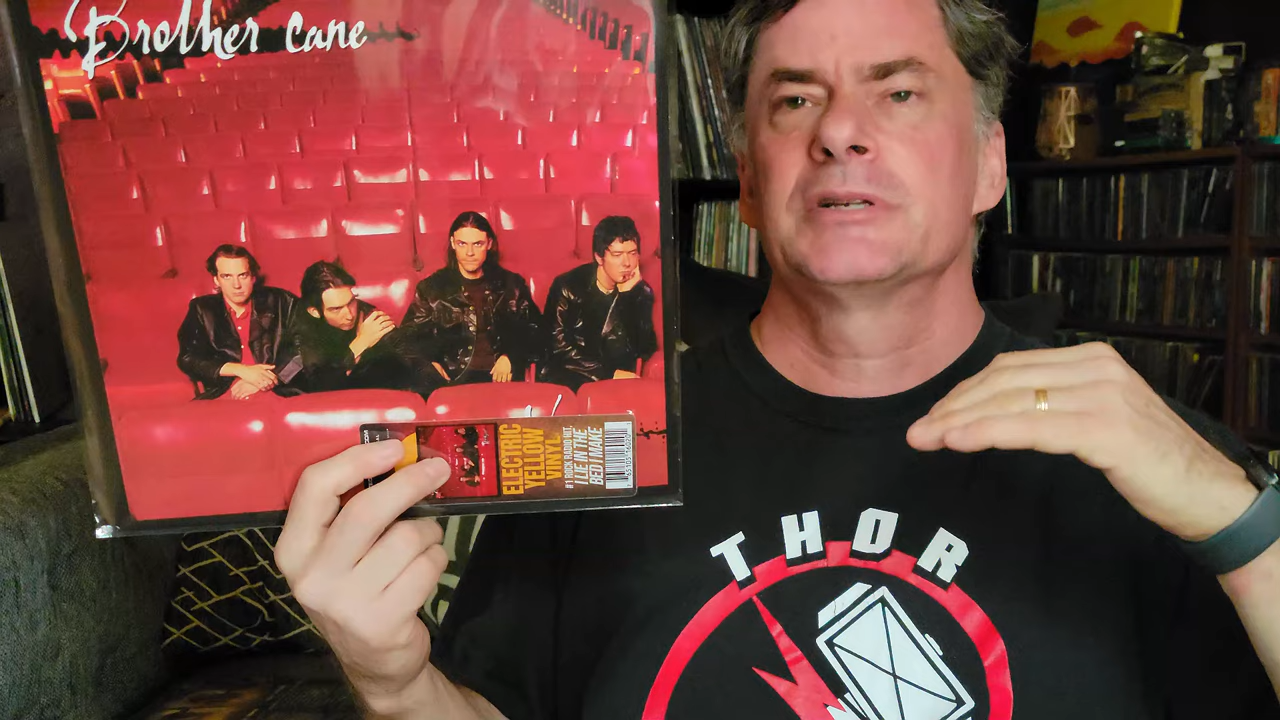 Brother Cane
ELECTRIC
YELLOW
VINYL
#1 ROCK RADIO HIT,
I LIE IN THE
BED I MAKE
THOR